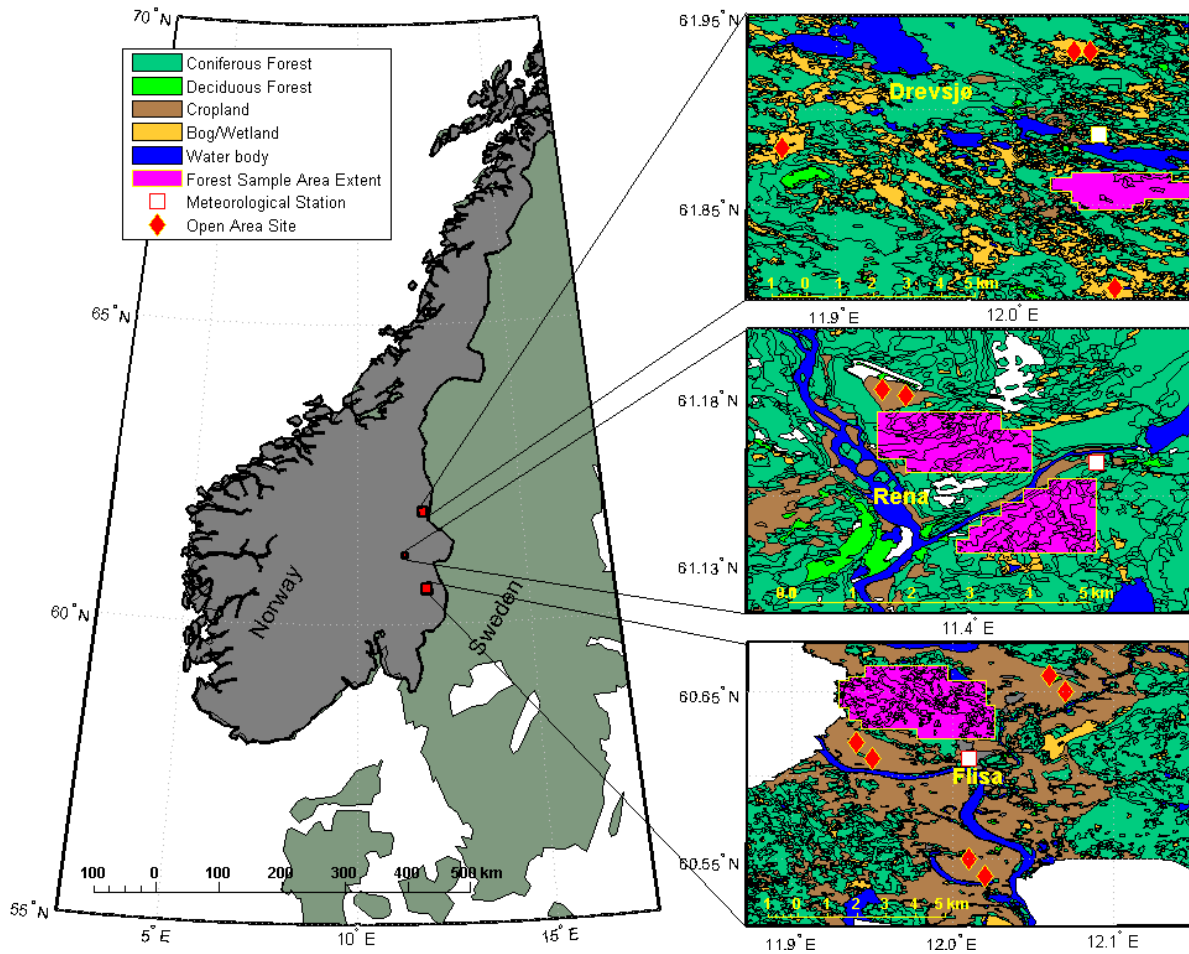 70°N
65°N
60°N
55°N
5°E
10°E
15°E
Coniferous Forest
Deciduous Forest
Cropland
Bog/Wetland
Water body
Forest Sample Area Extent
Meteorological Station
Open Area Site
Norway
Sweden
100 0 100 200 300 400 500 km
61.95°N
61.85°N
Drevsjø
1 0 1 2 3 4 5 km
11.9°E
12.0°E
61.18°N
61.13°N
Rena
1 2 3 4 5 km
11.4°E
60.65°N
60.55°N
Flisa
1 0 1 2 3 4 5 km
11.9°E
12.0°E
12.1°E